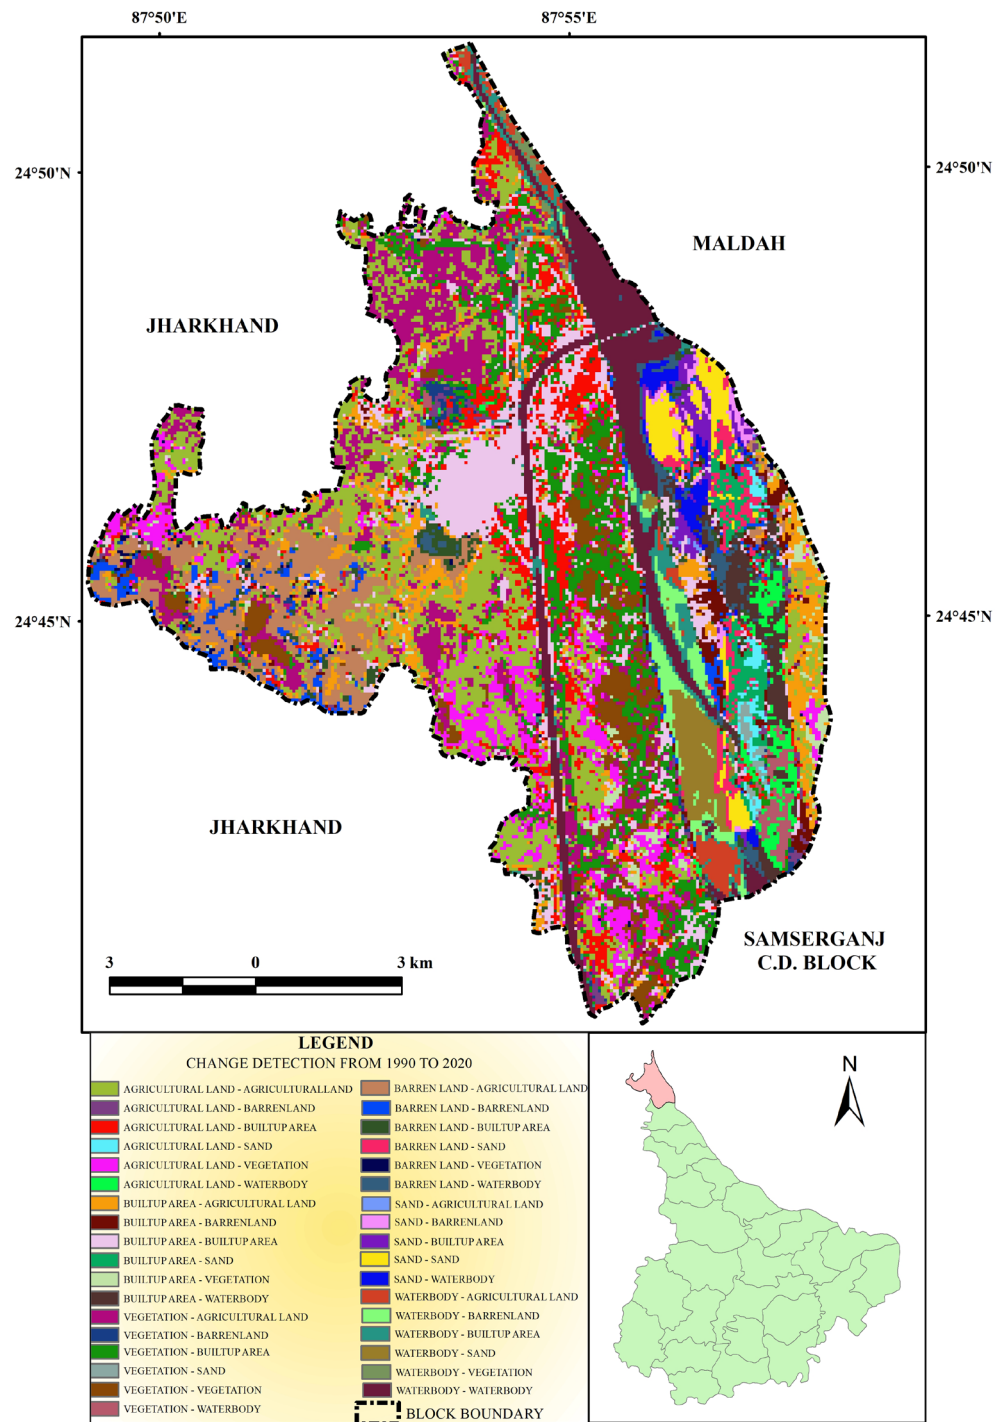 87°50'E 87°55'E
24°50'N 24°50'N
MALDAH
JHARKHAND
24°45'N 24°45'N
JHARKHAND
SAMSERGANJ
C.D. BLOCK
3 0 3 km
LEGEND
CHANGE DETECTION FROM 1990 TO 2020
AGRICULTURAL LAND - AGRICULTURALLAND
AGRICULTURAL LAND - BARRENLAND
AGRICULTURAL LAND - BUILTUP AREA
AGRICULTURAL LAND - SAND
AGRICULTURAL LAND - VEGETATION
AGRICULTURAL LAND - WATERBODY
BUILTUP AREA - AGRICULTURAL LAND
BUILTUP AREA - BARRENLAND
BUILTUP AREA - BUILTUP AREA
BUILTUP AREA - SAND
BUILTUP AREA - VEGETATION
BUILTUP AREA - WATERBODY
VEGETATION - AGRICULTURAL LAND
VEGETATION - BARRENLAND
VEGETATION - BUILTUP AREA
VEGETATION - SAND
VEGETATION - VEGETATION
VEGETATION - WATERBODY
BARREN LAND - AGRICULTURAL LAND
BARREN LAND - BARRENLAND
BARREN LAND - BUILTUP AREA
BARREN LAND - SAND
BARREN LAND - VEGETATION
BARREN LAND - WATERBODY
SAND - AGRICULTURAL LAND
SAND - BARRENLAND
SAND - BUILTUP AREA
SAND - SAND
SAND - WATERBODY
WATERBODY - AGRICULTURAL LAND
WATERBODY - BARRENLAND
WATERBODY - BUILTUP AREA
WATERBODY - SAND
WATERBODY - VEGETATION
WATERBODY - WATERBODY
BLOCK BOUNDARY
N